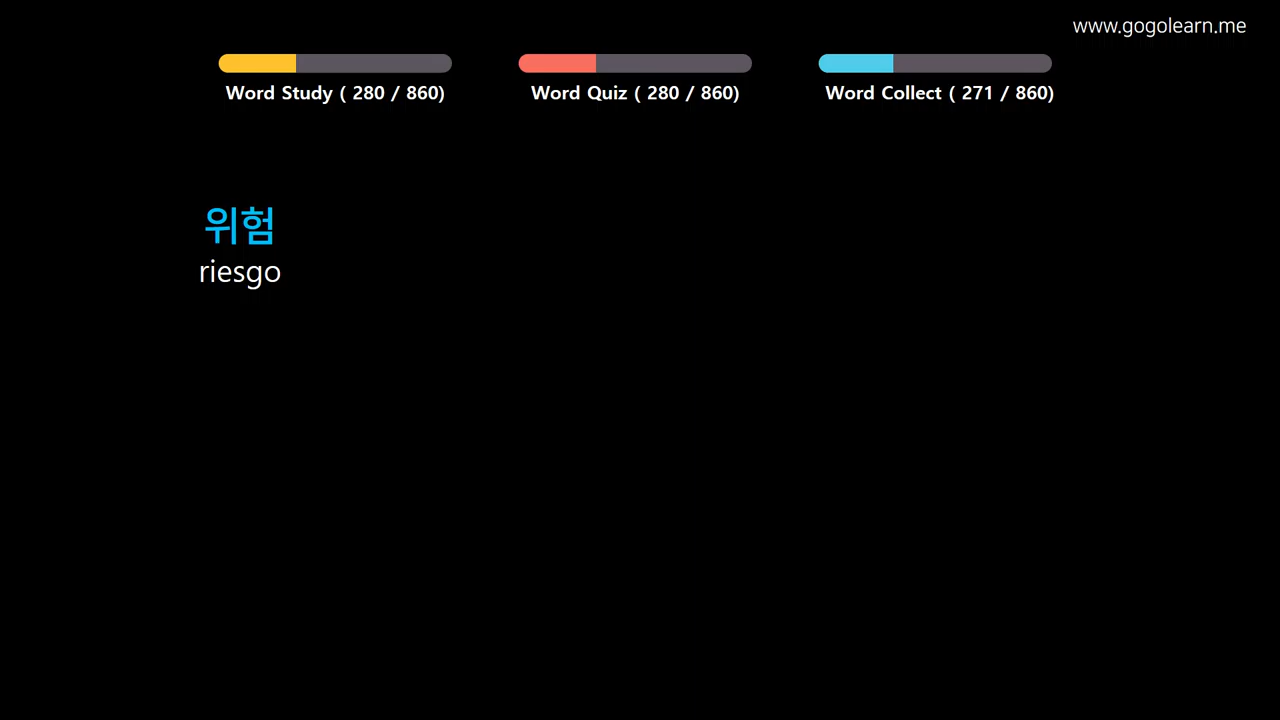 www.gogolearn.me
Word Study ( 280 / 860)
Word Quiz ( 280 / 860)
Word Collect ( 271 / 860)
위험
riesgo